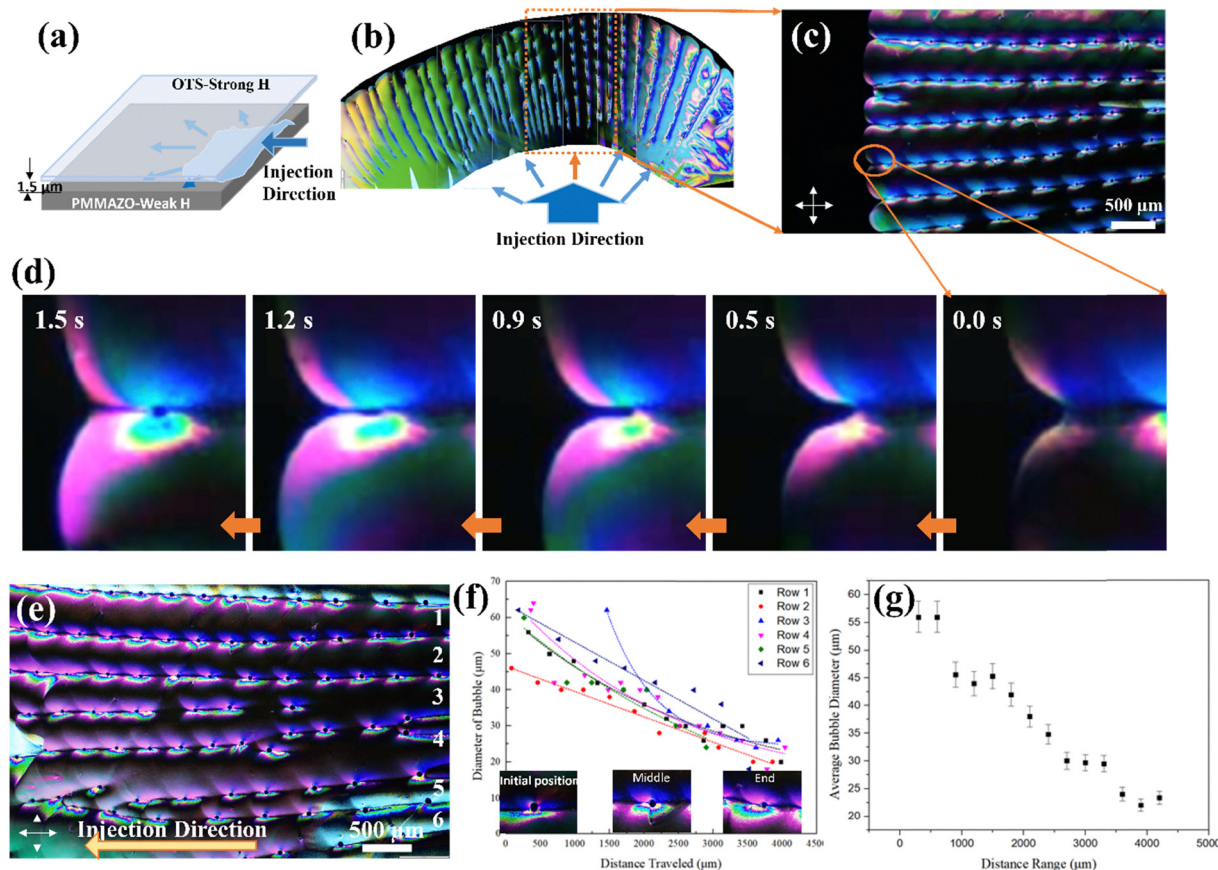 (a)
OTS-Strong H
Injection
Direction
1.5 μm
PMMAZO-Weak H
(b)
Injection Direction
(c)
500 μm
(d)
1.5 s
1.2 s
0.9 s
0.5 s
0.0 s
(e)
1
2
3
4
5
6
Injection Direction
500 μm
(f)
Diameter of Bubble (μm)
70
60
50
40
30
20
10
0
Row 1
Row 2
Row 3
Row 4
Row 5
Row 6
Initial position
Middle
End
0 500 1000 1500 2000 2500 3000 3500 4000 450
Distance Traveled (μm)
(g)
Average Bubble Diameter (μm)
60
55
50
45
40
35
30
25
20
0 1000 2000 3000 4000 5000
Distance Range (μm)